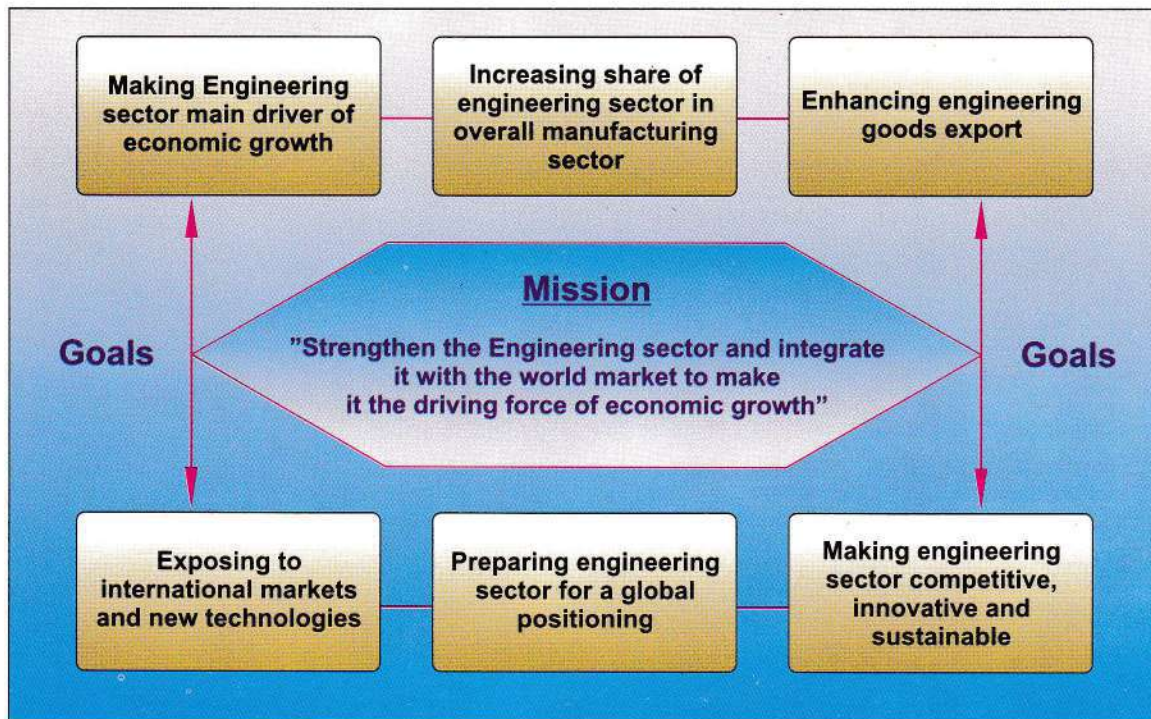 Making Engineering
sector main driver of
economic growth
Increasing share of
engineering sector in
overall manufacturing
sector
Enhancing engineering
goods export
Goals
Mission
”Strengthen the Engineering sector and integrate
it with the world market to make
it the driving force of economic growth”
Goals
Exposing to
international markets
and new technologies
Preparing engineering
sector for a global
positioning
Making engineering
sector competitive,
innovative and
sustainable